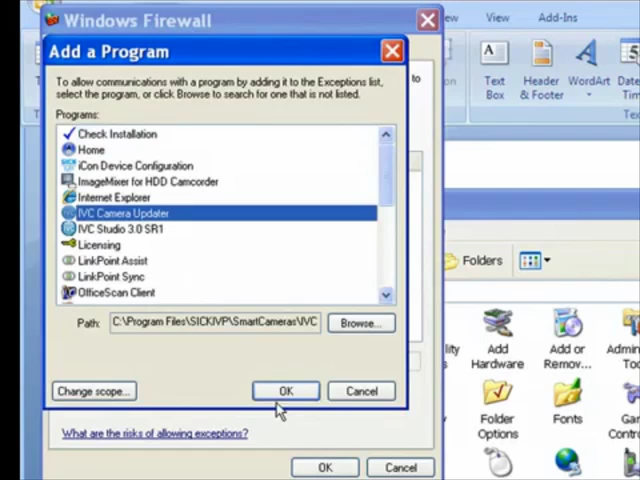 Windows Firewall
Add a Program
To allow communications with a program by adding it to the Exceptions list,
select the program, or click Browse to search for one that is not listed.
Programs:
Check Installation
Home
iCon Device Configuration
ImageMixer for HDD Camcorder
Internet Explorer
IVC Camera Updater
IVC Studio 3.0 SR1
Licensing
LinkPoint Assist
LinkPoint Sync
OfficeScan Client
Path: C:\Program Files\SICKIVP\SmartCameras\IVC
Browse...
Change scope... OK Cancel
What are the risks of allowing exceptions?
OK Cancel
to
View Add-Ins
Text Box
Header & Footer
WordArt
Folders
Add Hardware
Add or Remov...
Folder Options
Fonts